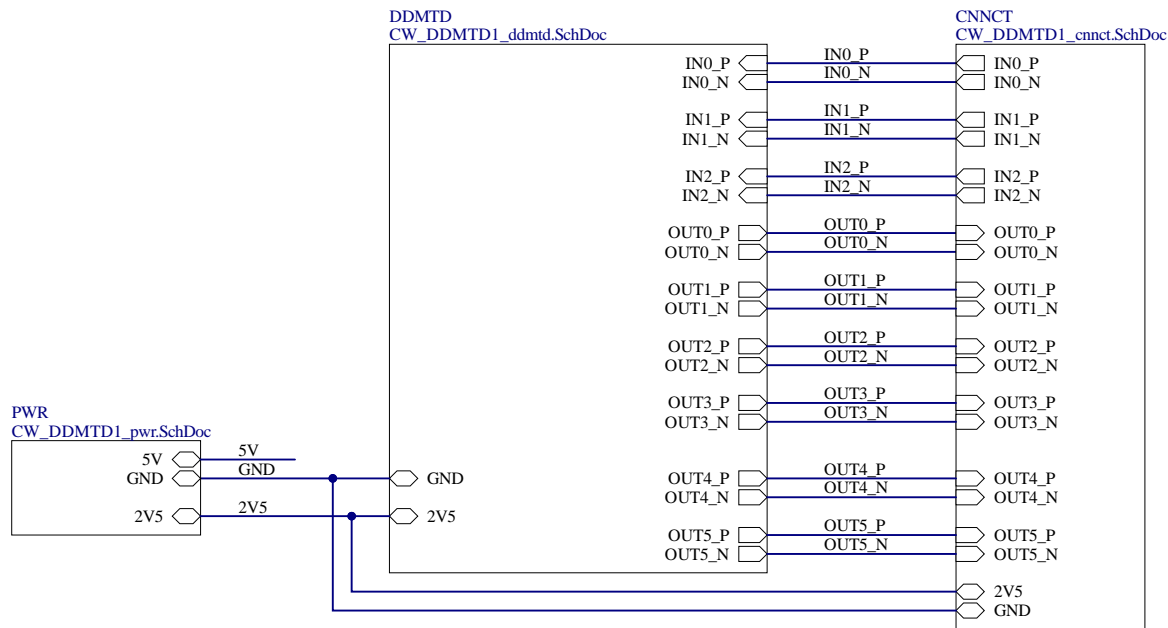 DDMTD
CW_DDMTD1_ddmtd.SchDoc
CNNCT
CW_DDMTD1_cnnct.SchDoc
IN0_P IN0_P IN0_P
IN0_N IN0_N IN0_N
IN1_P IN1_P IN1_P
IN1_N IN1_N IN1_N
IN2_P IN2_P IN2_P
IN2_N IN2_N IN2_N
OUT0_P OUT0_P OUT0_P
OUT0_N OUT0_N OUT0_N
OUT1_P OUT1_P OUT1_P
OUT1_N OUT1_N OUT1_N
OUT2_P OUT2_P OUT2_P
OUT2_N OUT2_N OUT2_N
OUT3_P OUT3_P OUT3_P
OUT3_N OUT3_N OUT3_N
PWR
CW_DDMTD1_pwr.SchDoc
5V 5V
GND GND GND
2V5 2V5 2V5
OUT4_P OUT4_P OUT4_P
OUT4_N OUT4_N OUT4_N
OUT5_P OUT5_P OUT5_P
OUT5_N OUT5_N OUT5_N
2V5
GND